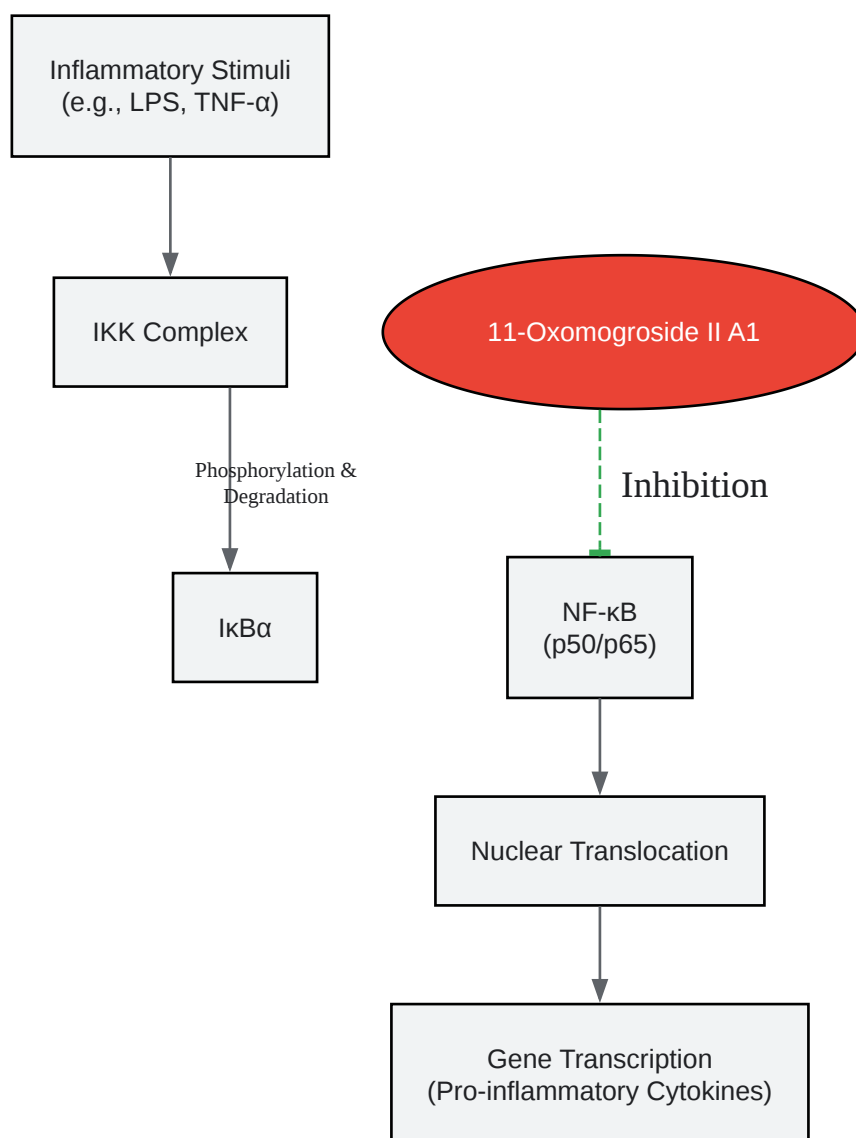 Inflammatory Stimuli
(e.g., LPS, TNF-α)
IKK Complex
11-Oxomogroside II A1
Phosphorylation &
Degradation
Inhibition
IκBα
NF-κB
(p50/p65)
Nuclear Translocation
Gene Transcription
(Pro-inflammatory Cytokines)